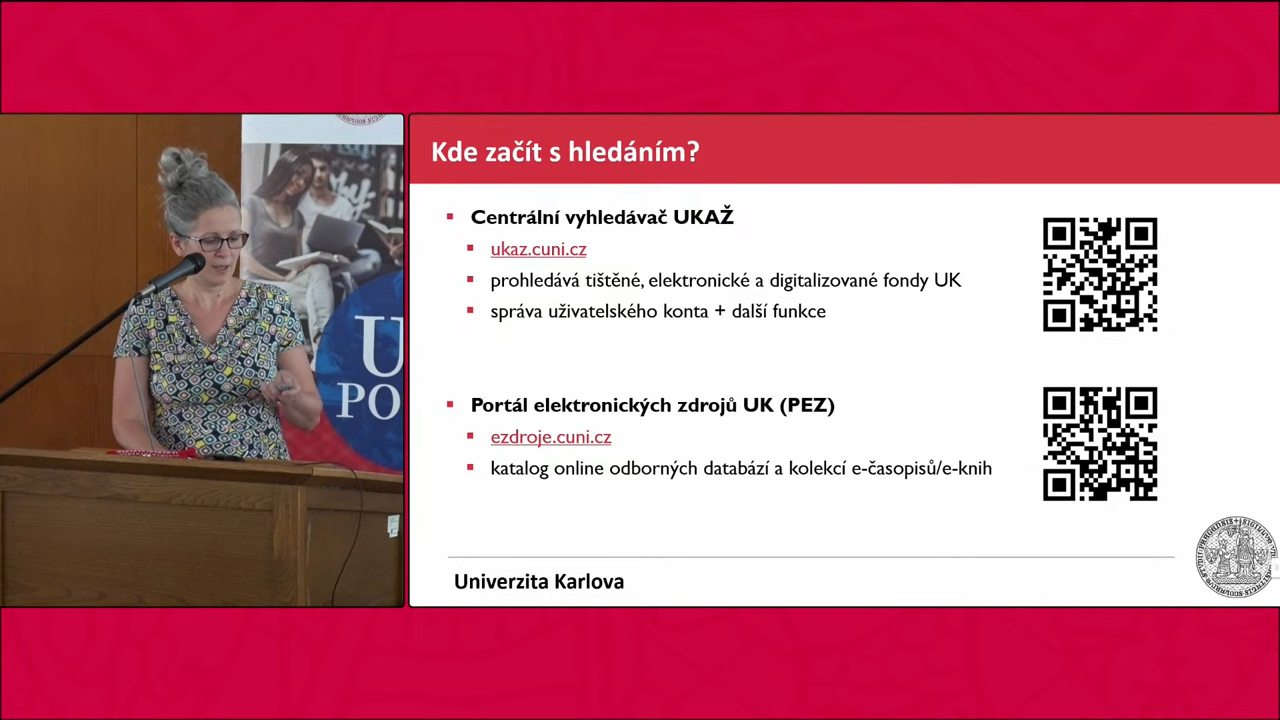 Kde začít s hledáním?
Centrální vyhledávač UKAŽ
ukaz.cuni.cz
prohledává tištěné, elektronické a digitalizované fondy UK
správa uživatelského konta + další funkce
Portál elektronických zdrojů UK (PEZ)
ezdroje.cuni.cz
katalog online odborných databází a kolekcí e-časopisů/e-knih
Univerzita Karlova
U
PO